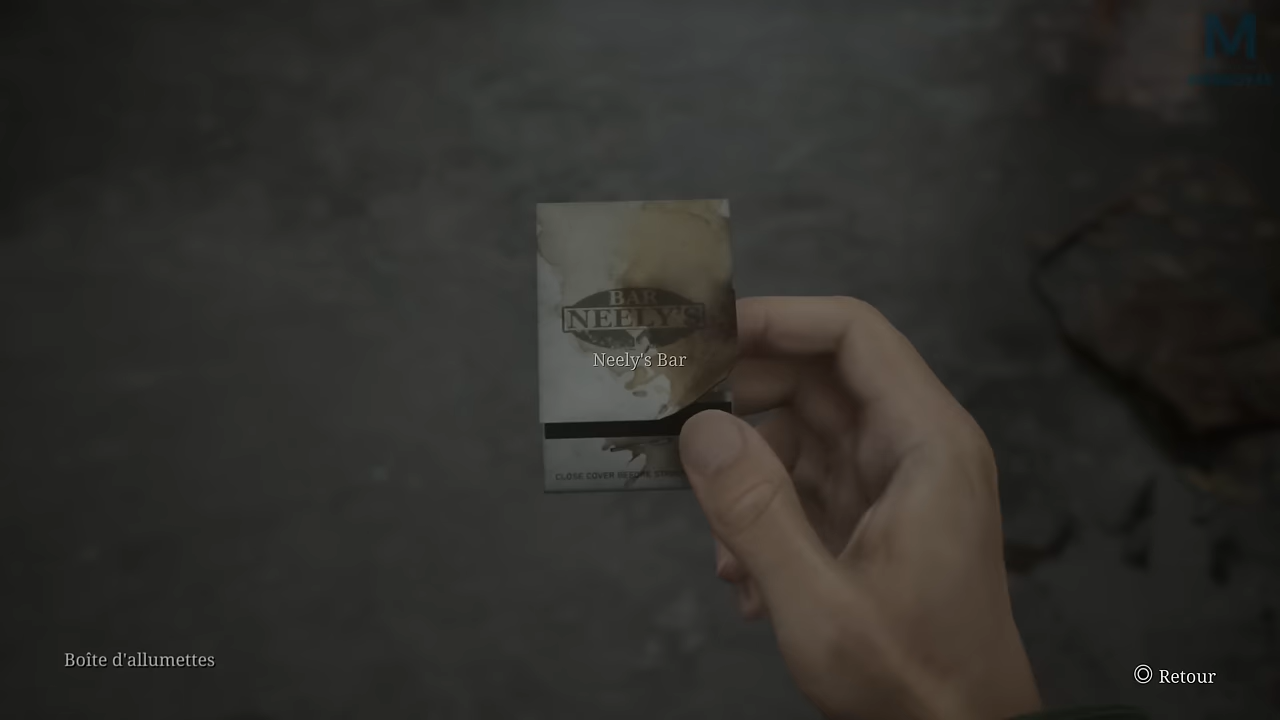 M
BAR
NEELY'S
Neely's Bar
CLOSE COVER BEFORE
Boîte d'allumettes
Retour